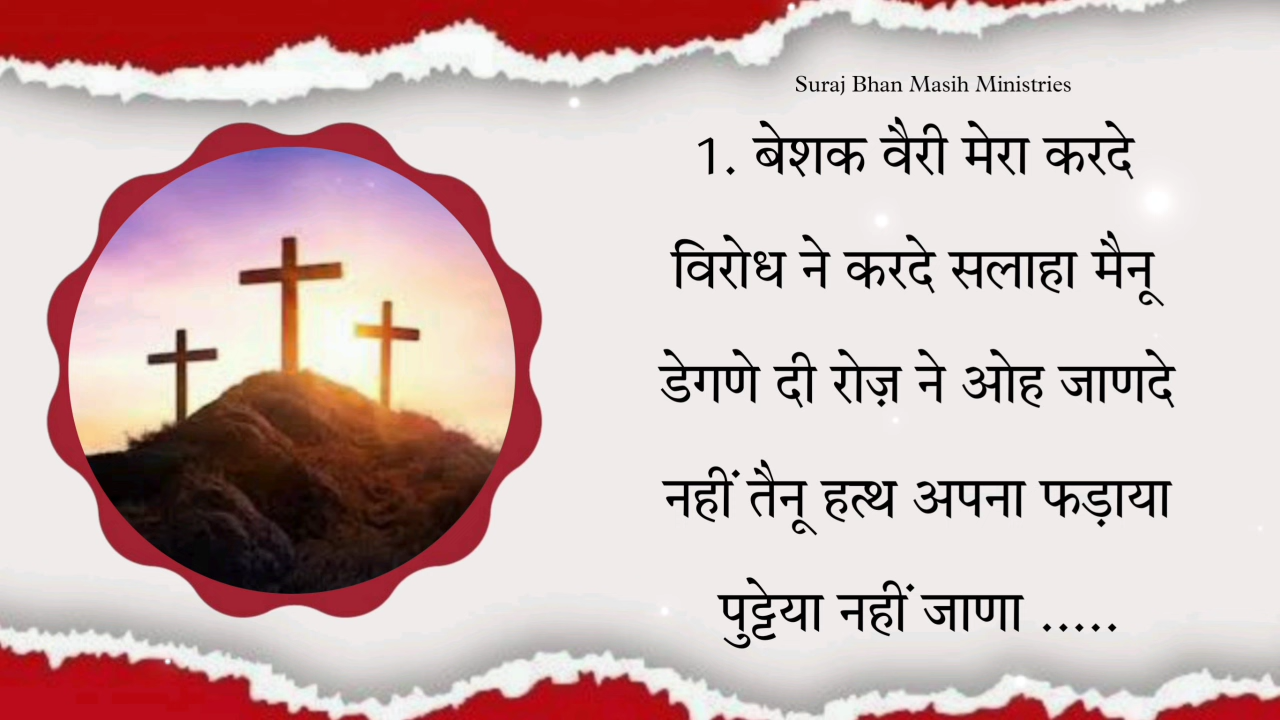 Suraj Bhan Masih Ministries
1. बेशक वैरी मेरा करदे
विरोध ने करदे सलाहा मैनू
डेगणे दी रोज़ ने ओह जाणदे
नहीं तैनू हत्थ अपना फड़ाया
पुट्टेया नहीं जाणा .....